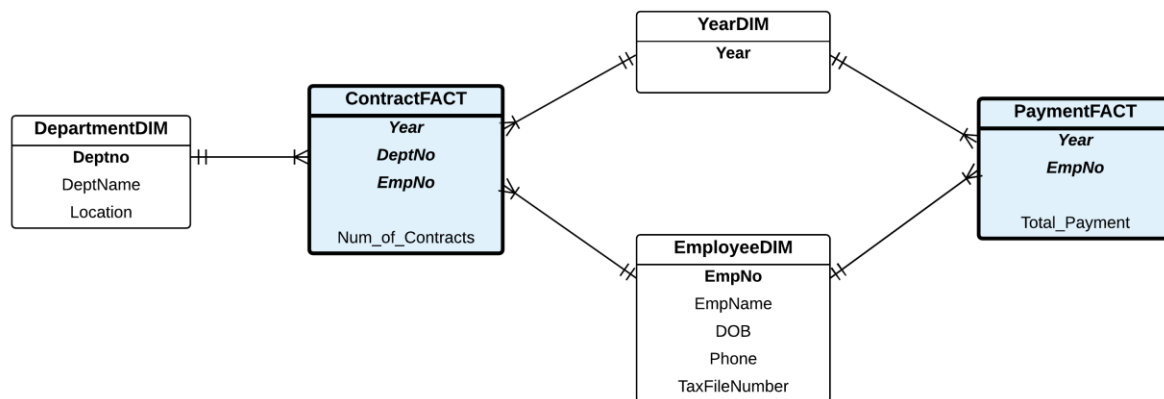 DepartmentDIM
Deptno
DeptName
Location
ContractFACT
Year
DeptNo
EmpNo
Num_of_Contracts
YearDIM
Year
EmployeeDIM
EmpNo
EmpName
DOB
Phone
TaxFileNumber
PaymentFACT
Year
EmpNo
Total_Payment